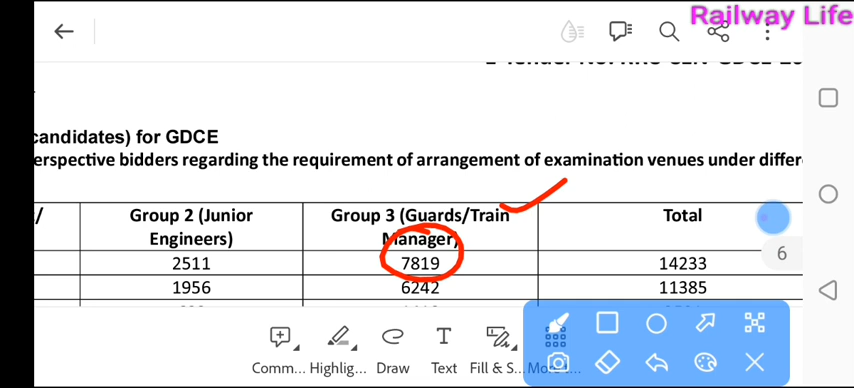 Railway Life
candidates) for GDCE
erspective bidders regarding the requirement of arrangement of examination venues under differ
/ Group 2 (Junior Engineers) Group 3 (Guards/Train Manager) Total
2511 7819 14233
1956 6242 11385
6
Comm... Highlig... Draw Text Fill & S...